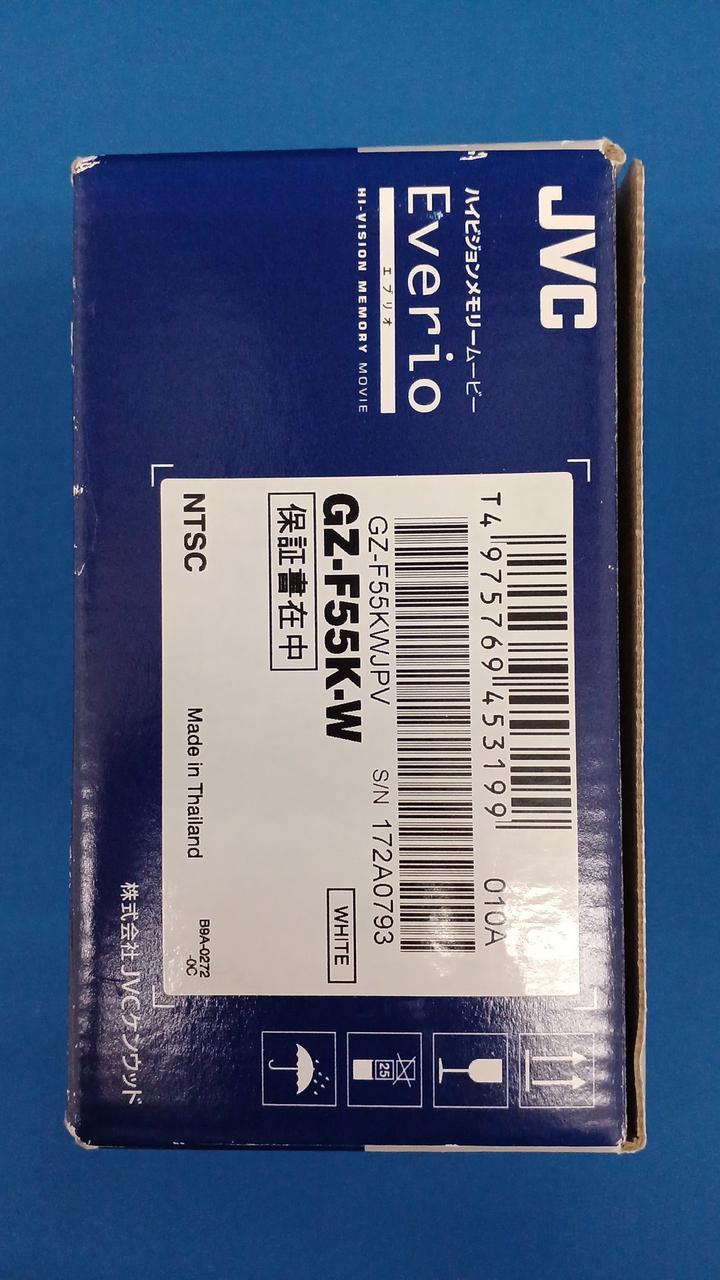 JVC
ハイビジョンメモリームービー
Everio
エブリオ
HI-VISION MEMORY MOVIE
T4 975769 453199 010A
GZ-F55KWJPV S/N 172A0793
GZ-F55K-W
WHITE
保証書在中
NTSC
Made in Thailand
B9A-0272
-0C
25
株式会社 JVCケンウッド